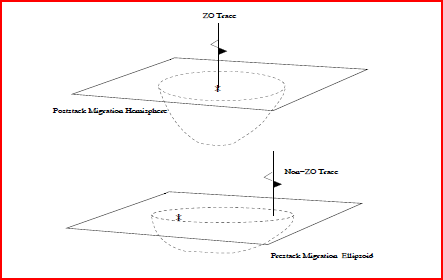 ZO Trace
Poststack Migration Hemisphere
Non-ZO Trace
Prestack Migration Ellipsoid